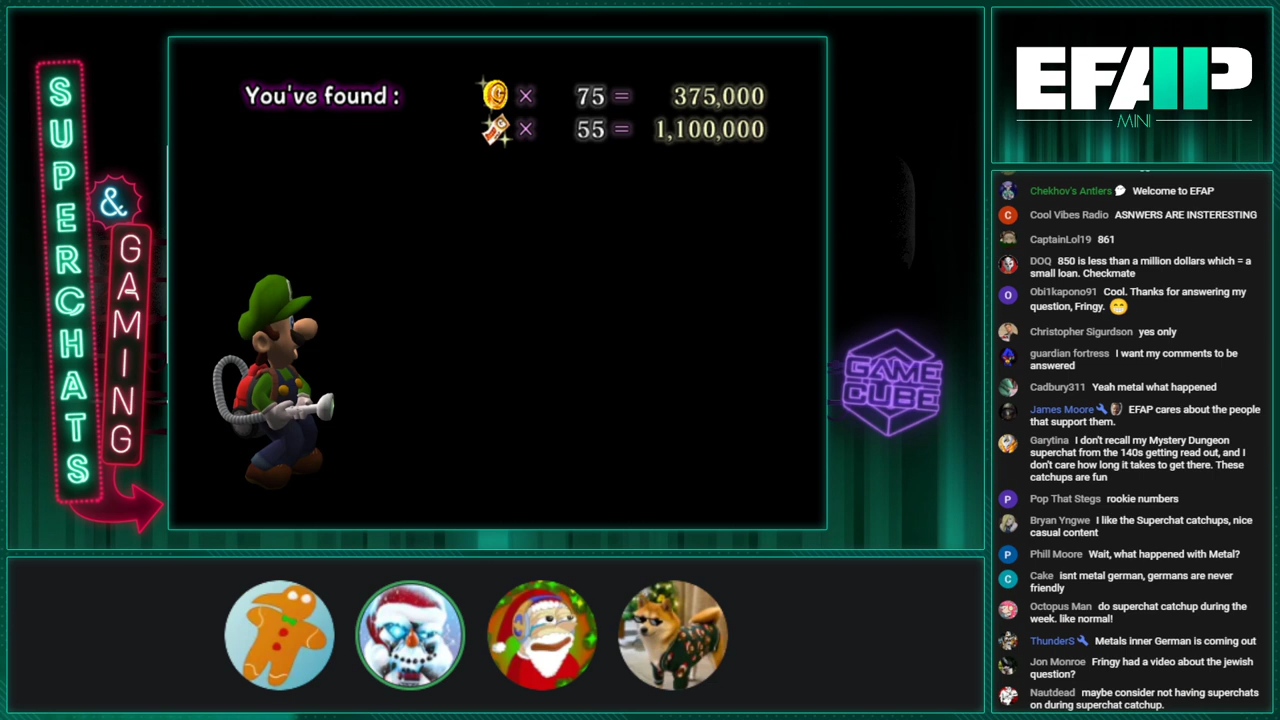 SUPERCHATS
&
GAMING
You've found :
× 75 = 375,000
× 55 = 1,100,000
GAME
CUBE
EFAP
MINI
Chekhov's Antlers Welcome to EFAP
Cool Vibes Radio ASNWERS ARE INSTERESTING
CaptainLol19 861
DOQ 850 is less than a million dollars which = a
small loan. Checkmate
Obi1kapono91 Cool. Thanks for answering my
question, Fringy. 😁
Christopher Sigurdson yes only
guardian fortress I want my comments to be
answered
Cadbury311 Yeah metal what happened
James Moore EFAP cares about the people
that support them.
Garytina I don't recall my Mystery Dungeon
superchat from the 140s getting read out, and I
don't care how long it takes to get there. These
catchups are fun
P Pop That Stegs rookie numbers
Bryan Yngwe I like the Superchat catchups, nice
casual content
P Phill Moore Wait, what happened with Metal?
C Cake isnt metal german, germans are never
friendly
Octopus Man do superchat catchup during the
week. like normal!
ThunderS Metals inner German is coming out
Jon Monroe Fringy had a video about the jewish
question?
Nautdead maybe consider not having superchats
on during superchat catchup.